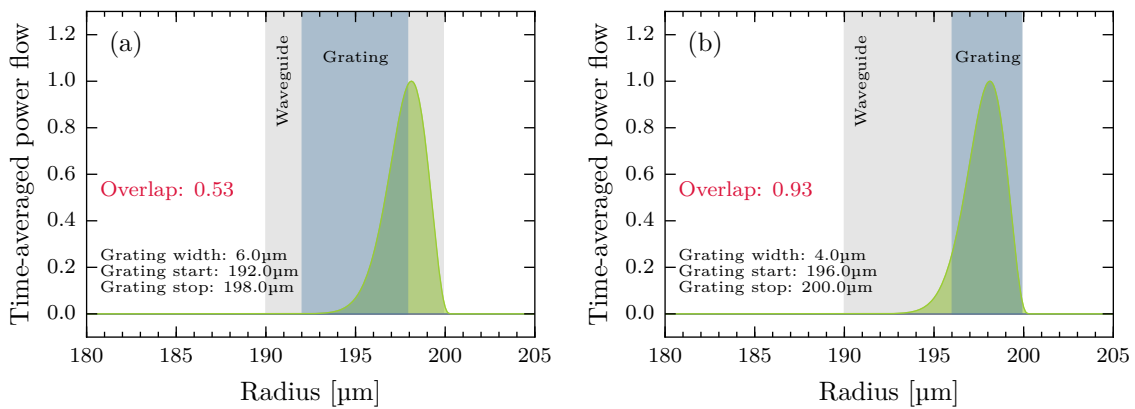 (a)
Waveguide
Grating
Overlap: 0.53
Grating width: 6.0µm
Grating start: 192.0µm
Grating stop: 198.0µm
Time-averaged power flow
1.2
1.0
0.8
0.6
0.4
0.2
0.0
180 185 190 195 200 205
Radius [µm]
(b)
Waveguide
Grating
Overlap: 0.93
Grating width: 4.0µm
Grating start: 196.0µm
Grating stop: 200.0µm
Time-averaged power flow
1.2
1.0
0.8
0.6
0.4
0.2
0.0
180 185 190 195 200 205
Radius [µm]